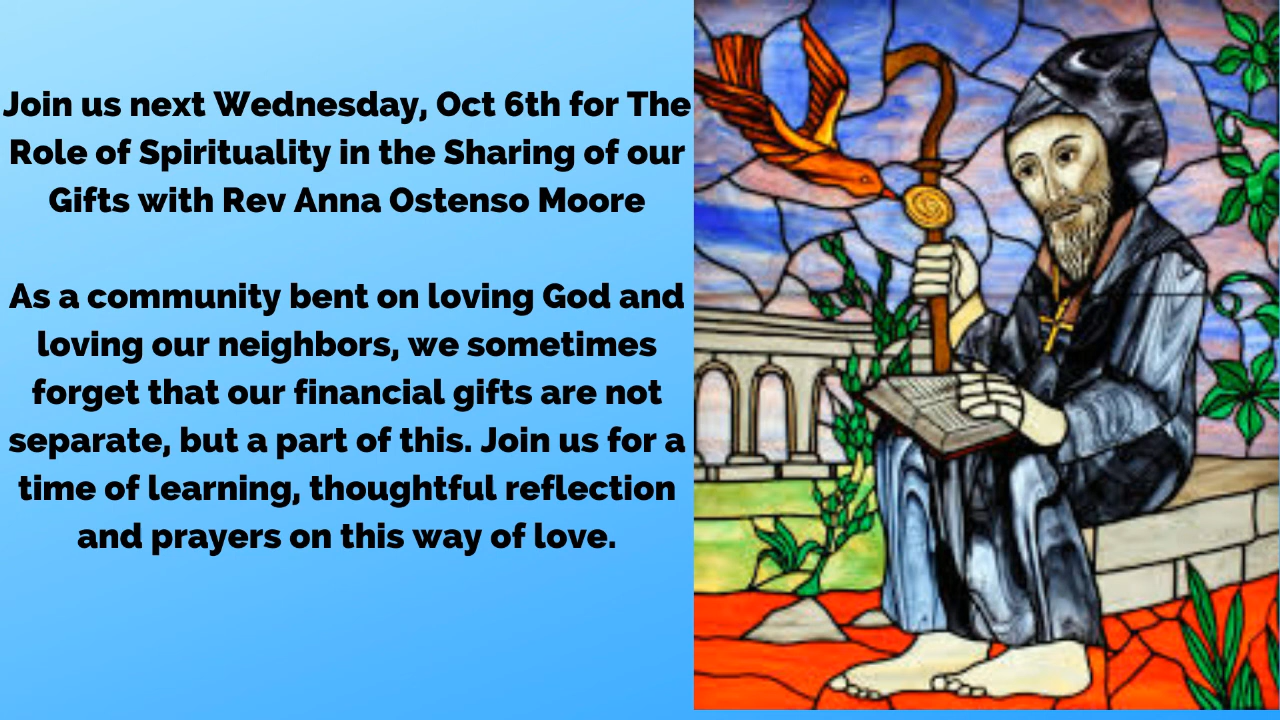 Join us next Wednesday, Oct 6th for The
Role of Spirituality in the Sharing of our
Gifts with Rev Anna Ostenso Moore
As a community bent on loving God and
loving our neighbors, we sometimes
forget that our financial gifts are not
separate, but a part of this. Join us for a
time of learning, thoughtful reflection
and prayers on this way of love.